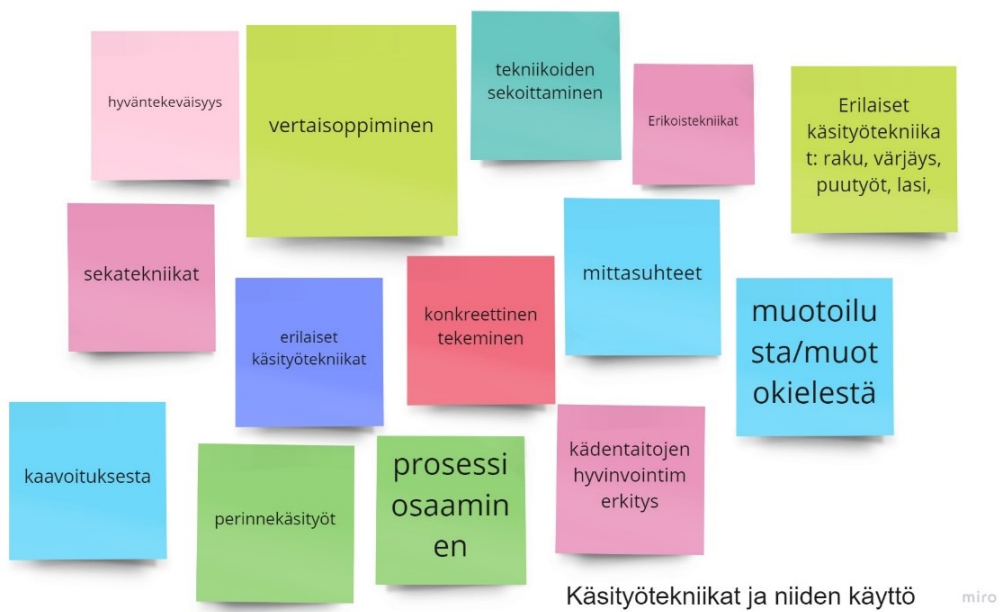 hyväntekeväisyys
vertaisoppiminen
tekniikoiden
sekoittaminen
Erikoistekniikat
Erilaiset
käsityötekniika
t: raku, värjäys,
puutyöt, lasi,
sekatekniikat
erilaiset
käsityötekniikat
konkreettinen
tekeminen
mittasuhteet
muotoilu
sta/muot
okielestä
kaavoituksesta
perinnekäsityöt
prosessi
osaamin
en
kädentaitojen
hyvinvointim
erkitys
Käsityötekniikat ja niiden käyttö
miro